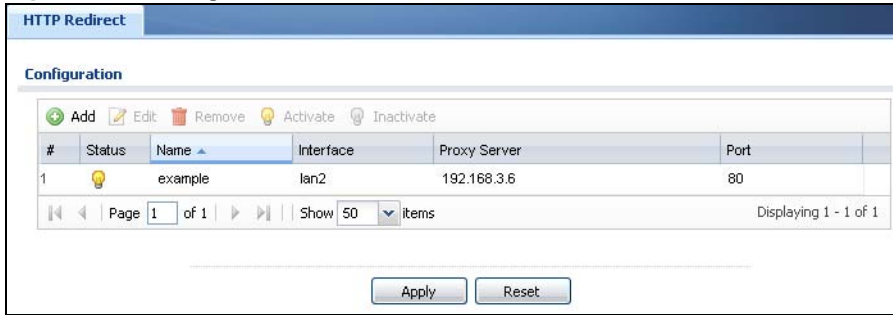 HTTP Redirect
Configuration
Add Edit Remove Activate Inactivate
# Status Name Interface Proxy Server Port
1 example lan2 192.168.3.6 80
Page 1 of 1 Show 50 items Displaying 1 - 1 of 1
Apply Reset